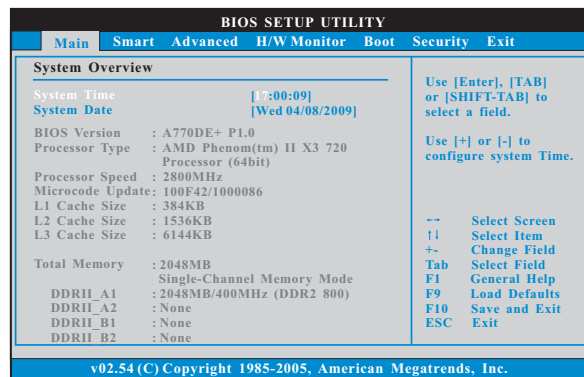 BIOS SETUP UTILITY
Main Smart Advanced H/W Monitor Boot Security Exit
System Overview
System Time [17:00:09]
System Date [Wed 04/08/2009]
BIOS Version : A770DE+ P1.0
Processor Type : AMD Phenom(tm) II X3 720
Processor (64bit)
Processor Speed : 2800MHz
Microcode Update : 100F42/1000086
L1 Cache Size : 384KB
L2 Cache Size : 1536KB
L3 Cache Size : 6144KB
Total Memory : 2048MB
Single-Channel Memory Mode
DDRII_A1 : 2048MB/400MHz (DDR2 800)
DDRII_A2 : None
DDRII_B1 : None
DDRII_B2 : None
Use [Enter], [TAB]
or [SHIFT-TAB] to
select a field.
Use [+] or [-] to
configure system Time.
↔ Select Screen
↑↓ Select Item
+- Change Field
Tab Select Field
F1 General Help
F9 Load Defaults
F10 Save and Exit
ESC Exit
v02.54 (C) Copyright 1985-2005, American Megatrends, Inc.